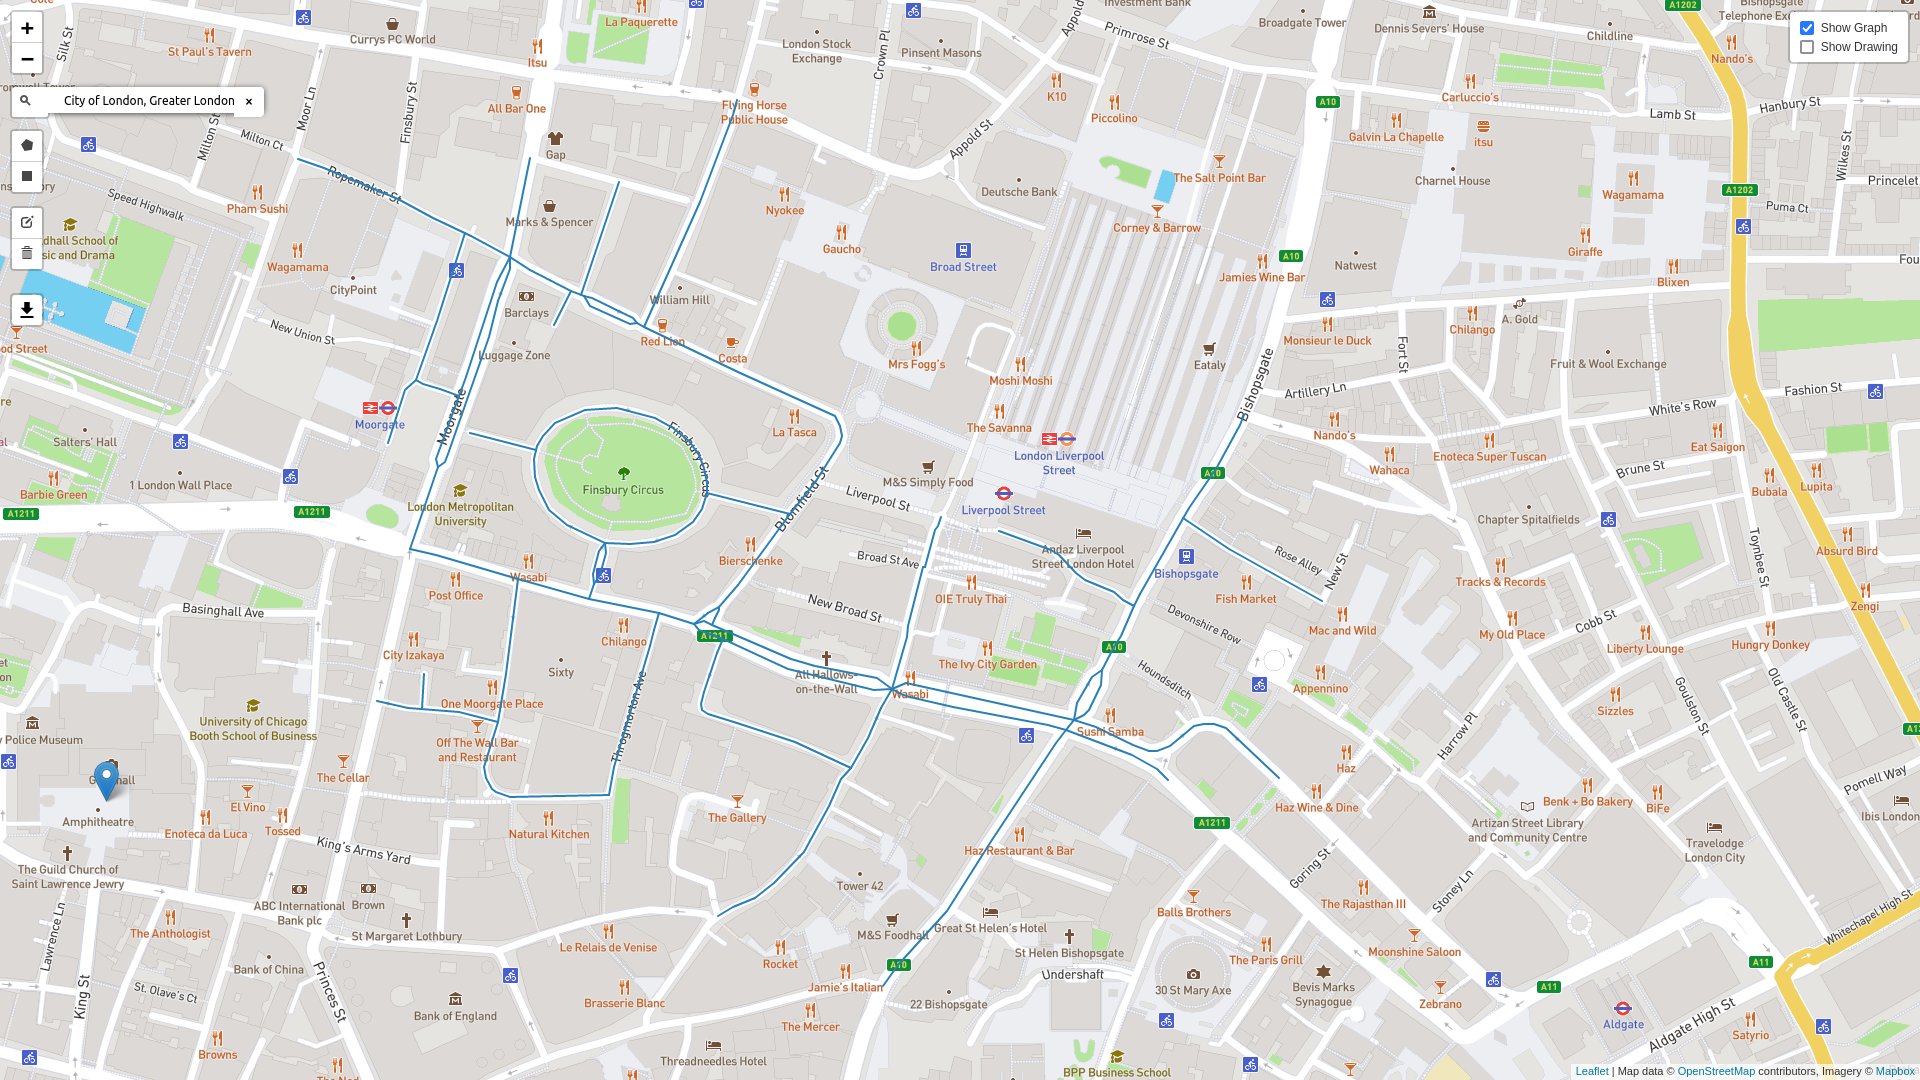 +
−
City of London, Greater London
×
Show Graph
Show Drawing
Silk St
St Paul's Tavern
Currys PC World
Itsu
La Paquerette
London Stock
Exchange
Crown Pl
Pinsent Masons
Appold
Investment Bank
Primrose St
Broadgate Tower
Dennis Severs' House
Childline
A1202
Bishopsgate
Telephone Exc
Nando's
Moor Ln
Finsbury St
All Bar One
Flying Horse
Public House
K10
Piccolino
A10
Carluccio's
Lamb St
Hanbury St
Milton St
Milton Ct
Gap
Appold St
Galvin La Chapelle
itsu
Wilkes St
Ropemaker St
Speed Highwalk
Pham Sushi
Marks & Spencer
Nyokee
Deutsche Bank
The Salt Point Bar
Charnel House
Wagamama
A1202
Princelet
Puma Ct
dhall School of
sic and Drama
Wagamama
Gaucho
Corney & Barrow
Broad Street
A10
Natwest
Giraffe
Jamies Wine Bar
Blixen
Fou
CityPoint
Barclays
William Hill
New Union St
Luggage Zone
Red Lion
Costa
Mrs Fogg's
Moshi Moshi
Eataly
Monsieur le Duck
Chilango
A. Gold
Fort St
Fruit & Wool Exchange
ood Street
Moorgate
Moorgate
Finsbury Circus
Finsbury Circus
La Tasca
The Savanna
Bishopsgate
Artillery Ln
White's Row
Fashion St
Nando's
Enoteca Super Tuscan
Eat Saigon
Salters' Hall
London Liverpool
Street
Wahaca
Brune St
Barbie Green
1 London Wall Place
M&S Simply Food
A10
Bubala
Lupita
A1211
A1211
London Metropolitan
University
Blomfield St
Liverpool St
Liverpool Street
Chapter Spitalfields
Bierschenke
Broad St Ave
Andaz Liverpool
Street London Hotel
Bishopsgate
Rose Alley
New St
Toynbee St
Absurd Bird
Wasabi
Post Office
OIE Truly Thai
Fish Market
Tracks & Records
Zengi
Basinghall Ave
New Broad St
Devonshire Row
Mac and Wild
Cobb St
My Old Place
Chilango
A1211
City Izakaya
Sixty
All Hallows-
on-the-Wall
The Ivy City Garden
A10
Houndsditch
Liberty Lounge
Hungry Donkey
One Moorgate Place
Wasabi
Appennino
Goulston St
Old Castle St
University of Chicago
Booth School of Business
Throgmorton Ave
Sushi Samba
Sizzles
y Police Museum
Off The Wall Bar
and Restaurant
Harrow Pl
The Cellar
Haz
Pomell Way
Amphitheatre
El Vino
Haz Wine & Dine
Benk + Bo Bakery
BiFe
Enoteca da Luca
Tossed
Natural Kitchen
The Gallery
A1211
Artizan Street Library
and Community Centre
Ibis London
King's Arms Yard
Haz Restaurant & Bar
Goring St
Travelodge
London City
The Guild Church of
Saint Lawrence Jewry
Tower 42
Stoney Ln
ABC International
Bank plc
Brown
The Rajasthan III
Balls Brothers
Lawrence Ln
The Anthologist
St Margaret Lothbury
Le Relais de Venise
M&S Foodhall
Great St Helen's Hotel
Whitechapel High St
Bank of China
Rocket
A10
St Helen Bishopsgate
The Paris Grill
Moonshine Saloon
A11
King St
St. Olave's Ct
Princes St
Jamie's Italian
Undershaft
30 St Mary Axe
Bevis Marks
Synagogue
Zebrano
A11
Bank of England
Brasserie Blanc
22 Bishopsgate
Aldgate
Aldgate High St
The Mercer
Satyrio
Browns
Threadneedles Hotel
BPP Business School
Leaflet | Map data © OpenStreetMap contributors, Imagery © Mapbox